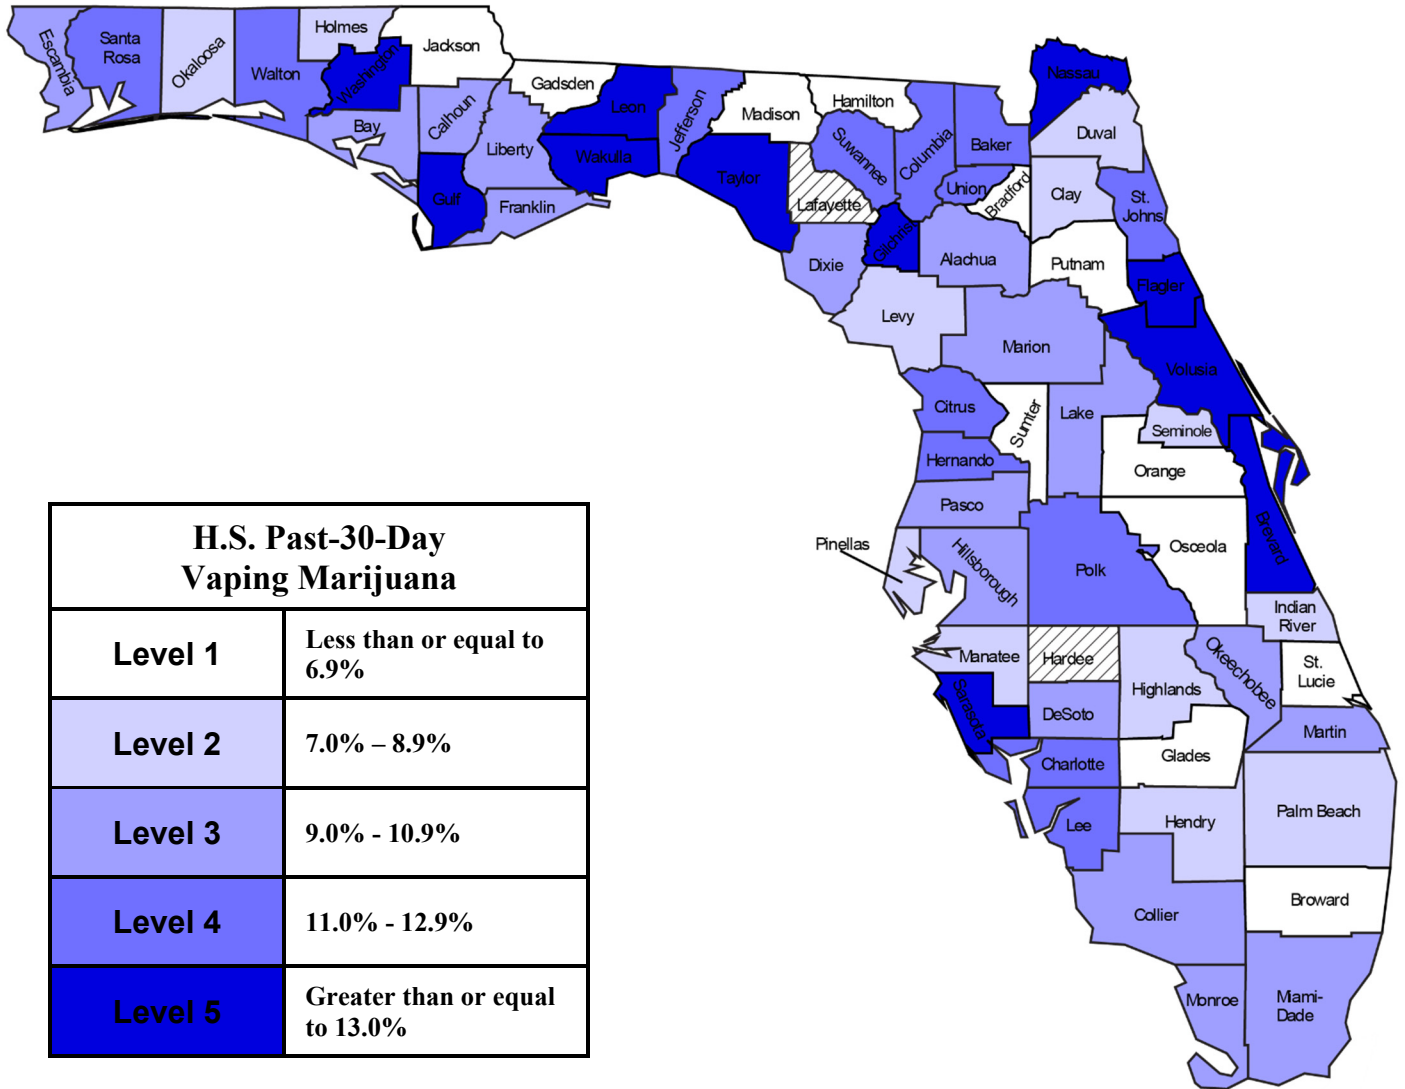 Escambia
Santa
Rosa
Okaloosa
Walton
Holmes
Washington
Jackson
Bay
Calhoun
Gulf
Liberty
Franklin
Gadsden
Leon
Wakulla
Jefferson
Madison
Taylor
Hamilton
Suwannee
Lafayette
Columbia
Baker
Union
Bradford
Nassau
Duval
Clay
St.
Johns
Dixie
Gilchrist
Alachua
Putnam
Flagler
Levy
Marion
Volusia
Citrus
Sumter
Lake
Seminole
Hernando
Orange
Pasco
Brevard
Pinellas
Hillsborough
Polk
Osceola
Indian
River
Manatee
Hardee
Highlands
Okeechobee
St.
Lucie
Sarasota
DeSoto
Martin
Charlotte
Glades
Lee
Hendry
Palm Beach
Collier
Broward
Monroe
Miami-
Dade
H.S. Past-30-Day
Vaping Marijuana
Level 1
Less than or equal to
6.9%
Level 2
7.0% – 8.9%
Level 3
9.0% - 10.9%
Level 4
11.0% - 12.9%
Level 5
Greater than or equal
to 13.0%